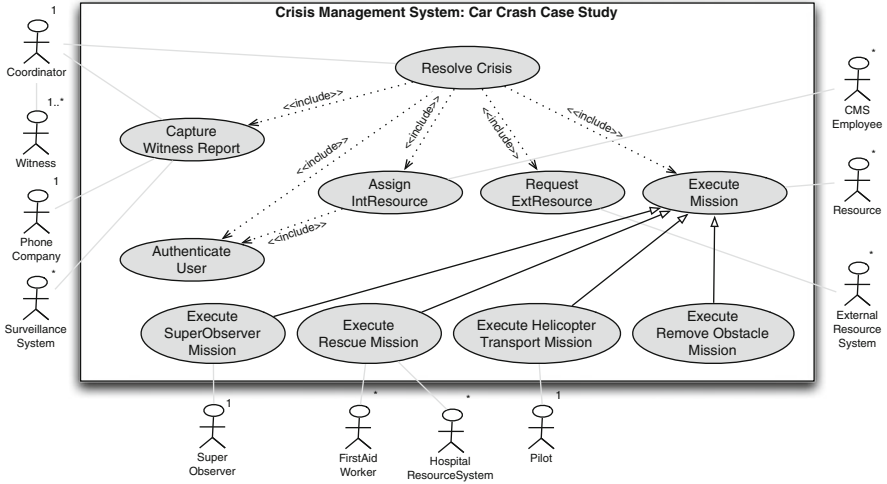 Crisis Management System: Car Crash Case Study
1
Coordinator
1..*
Witness
1
Phone
Company
*
Surveillance
System
Resolve Crisis
<<include>>
<<include>>
<<include>>
<<include>>
<<include>>
Capture
Witness Report
Assign
IntResource
Request
ExtResource
Execute
Mission
<<include>>
Authenticate
User
Execute
SuperObserver
Mission
Execute
Rescue Mission
Execute Helicopter
Transport Mission
Execute
Remove Obstacle
Mission
*
CMS
Employee
*
Resource
*
External
Resource
System
1
Super
Observer
*
FirstAid
Worker
*
Hospital
ResourceSystem
1
Pilot